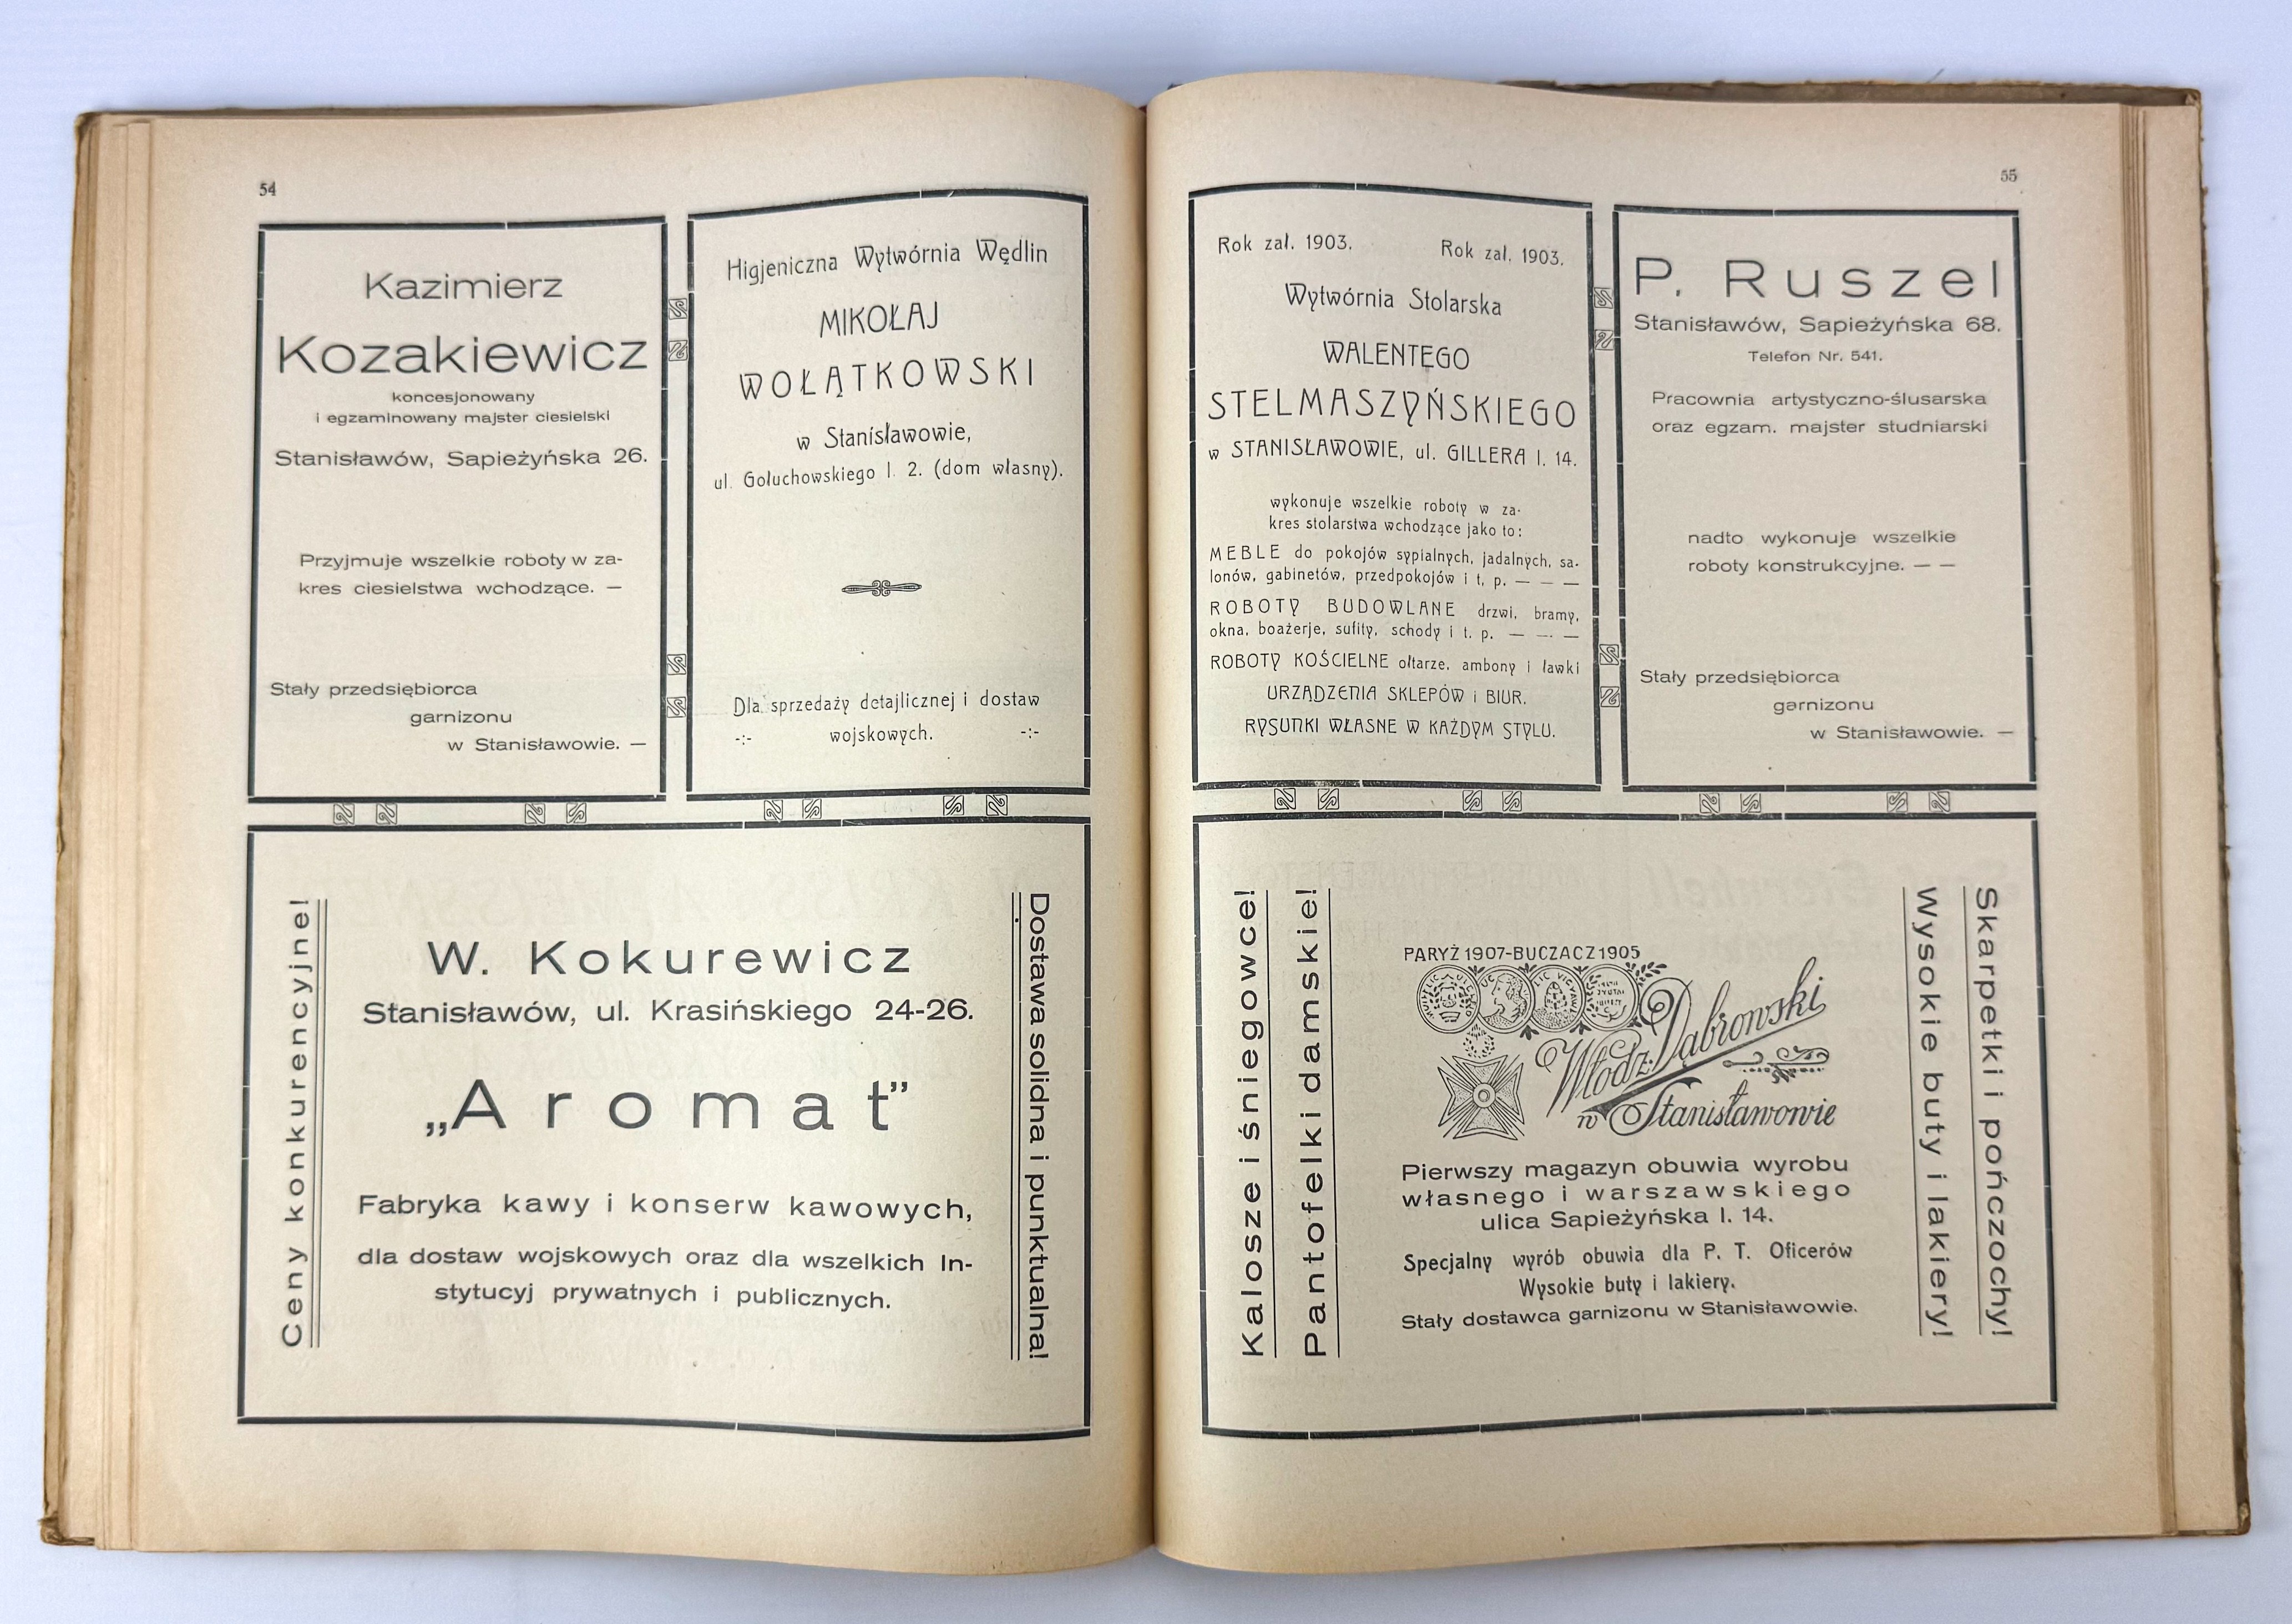 54
Kazimierz
Kozakiewicz
koncesjonowany
i egzaminowany majster ciesielski
Stanisławów, Sapieżyńska 26.
Przyjmuje wszelkie roboty w za-
kres ciesielstwa wchodzące. —
Stały przedsiębiorca
garnizonu
w Stanisławowie. —
Higjeniczna Wytwórnia Wędlin
MIKOŁAJ
WOŁĄTKOWSKI
w Stanisławowie,
ul. Gołuchowskiego l. 2. (dom własny).
Dla sprzedaży detajlicznej i dostaw
-:- wojskowych. -:-
Ceny konkurencyjne!
W. Kokurewicz
Stanisławów, ul. Krasińskiego 24-26.
„Aromat”
Fabryka kawy i konserw kawowych,
dla dostaw wojskowych oraz dla wszelkich In-
stytucyj prywatnych i publicznych.
Dostawa solidna i punktualna!
55
Rok zał. 1903. Rok zał. 1903.
Wytwórnia Stolarska
WALENTEGO
STELMASZYŃSKIEGO
w STANISŁAWOWIE, ul. GILLERA l. 14.
wykonuje wszelkie roboty w za-
kres stolarstwa wchodzące jako to:
MEBLE do pokojów sypialnych, jadalnych, sa-
lonów, gabinetów, przedpokojów i t. p. — — —
ROBOTY BUDOWLANE drzwi, bramy,
okna, boażerje, sufity, schody i t. p. — — —
ROBOTY KOŚCIELNE ołtarze, ambony i ławki
URZĄDZENIA SKLEPÓW i BIUR.
RYSUNKI WŁASNE W KAŻDYM STYLU.
P. Ruszel
Stanisławów, Sapieżyńska 68.
Telefon Nr. 541.
Pracownia artystyczno-ślusarska
oraz egzam. majster studniarski
nadto wykonuje wszelkie
roboty konstrukcyjne. — —
Stały przedsiębiorca
garnizonu
w Stanisławowie. —
Kalosze i śniegowce!
Pantofelki damskie!
PARYŻ 1907-BUCZACZ 1905
Włodz. Dąbrowski
w Stanisławowie
Pierwszy magazyn obuwia wyrobu
własnego i warszawskiego
ulica Sapieżyńska l. 14.
Specjalny wyrób obuwia dla P. T. Oficerów
Wysokie buty i lakiery.
Stały dostawca garnizonu w Stanisławowie.
Wysokie buty i lakiery!
Skarpetki i pończochy!